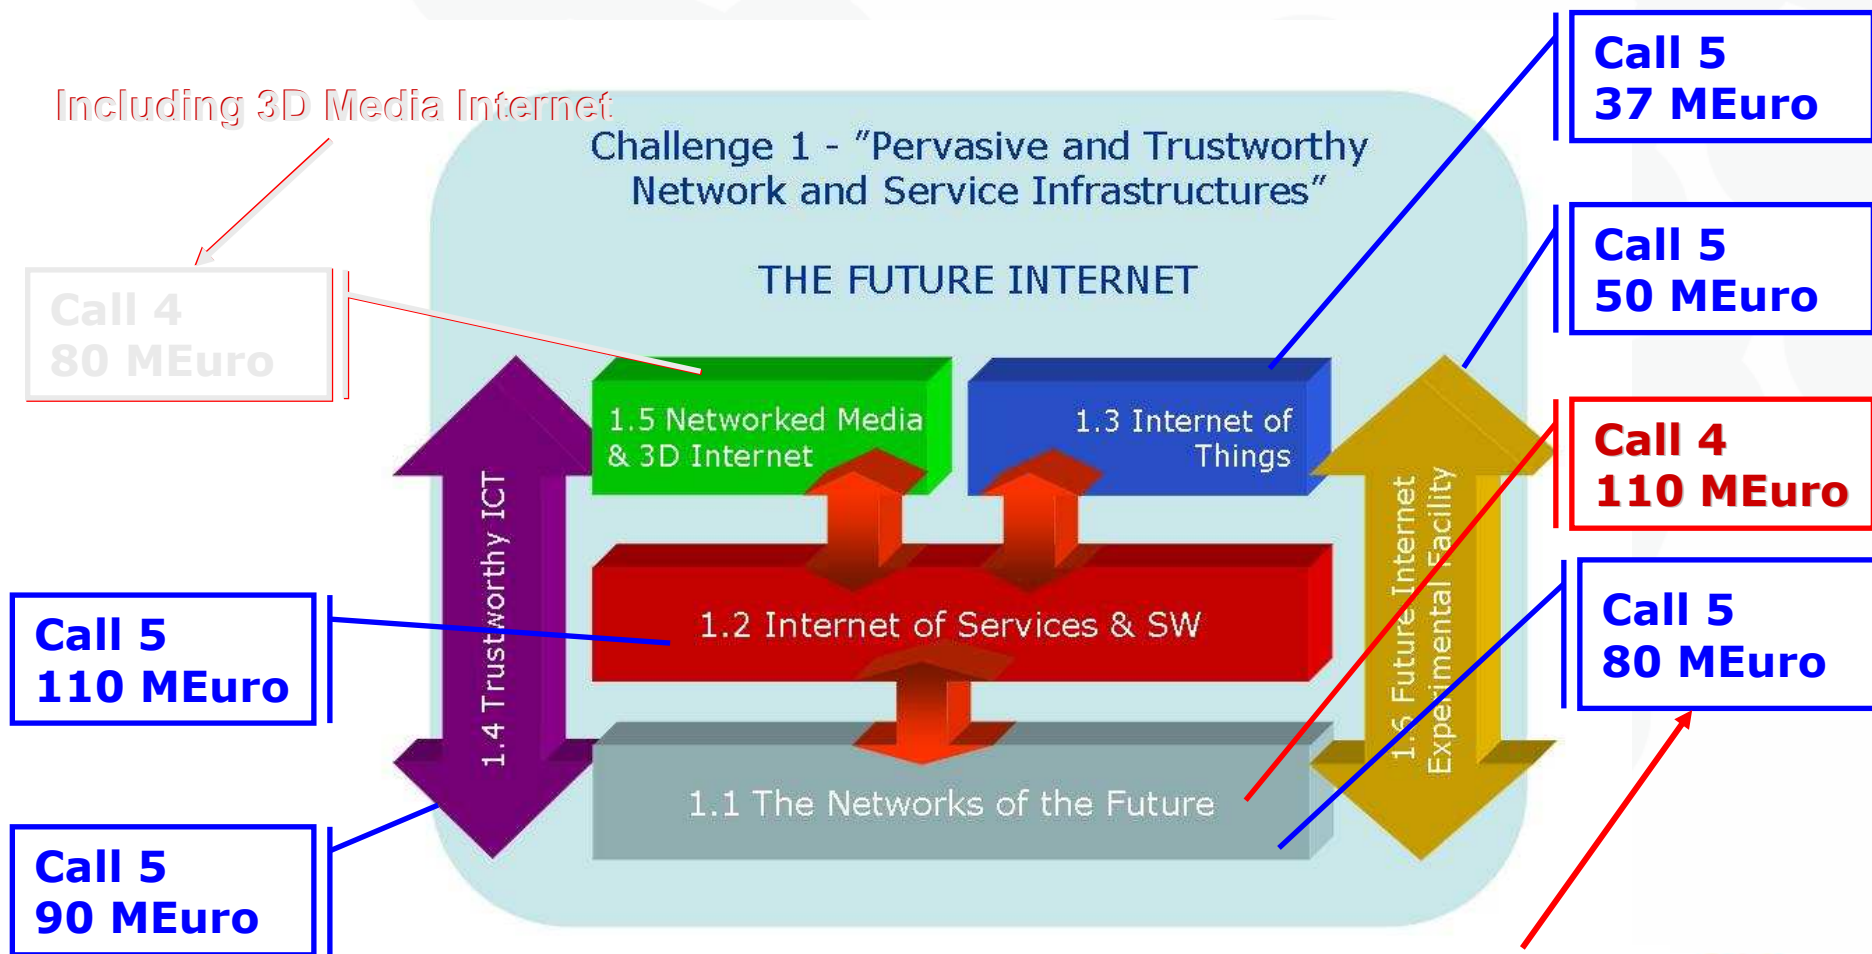 Including 3D Media Internet
Challenge 1 - "Pervasive and Trustworthy
Network and Service Infrastructures"
THE FUTURE INTERNET
Call 5
37 MEuro
Call 5
50 MEuro
Call 4
80 MEuro
1.5 Networked Media
& 3D Internet
1.3 Internet of
Things
Call 4
110 MEuro
1.4 Trustworthy ICT
1.6 Future Internet
Experimental Facility
1.2 Internet of Services & SW
Call 5
110 MEuro
Call 5
80 MEuro
1.1 The Networks of the Future
Call 5
90 MEuro